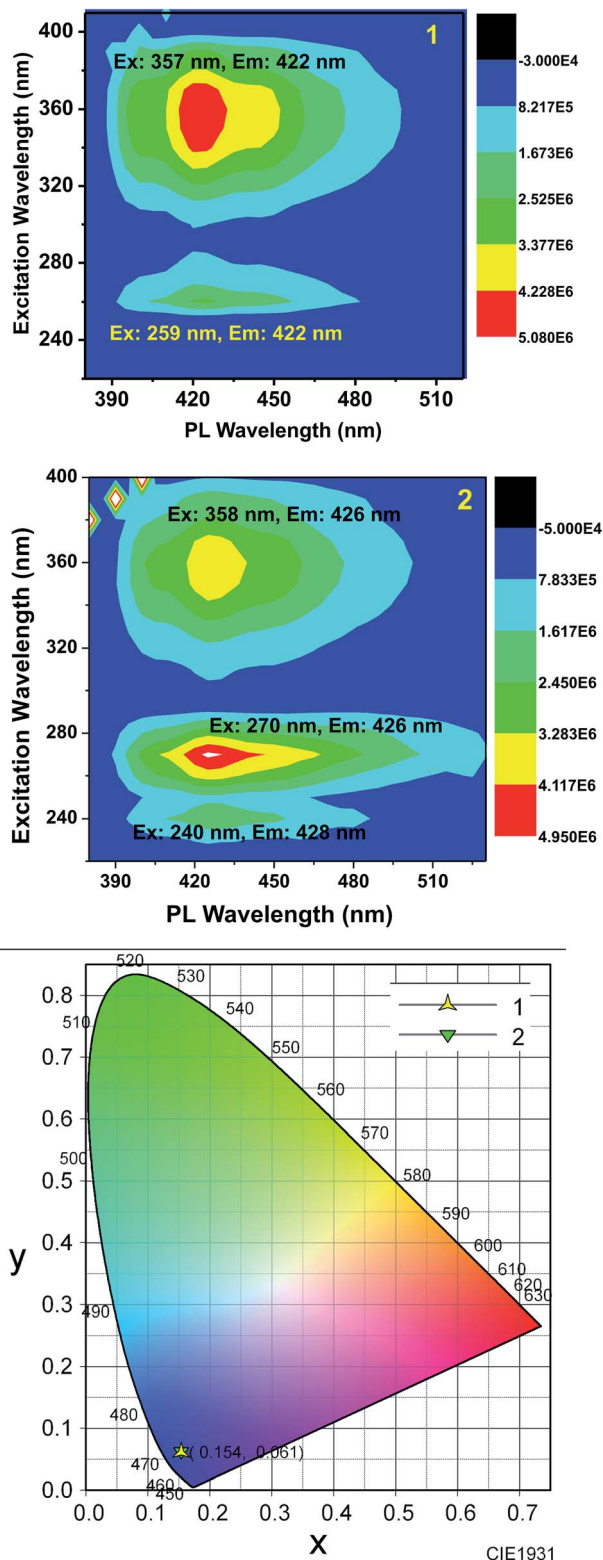 1
Ex: 357 nm, Em: 422 nm
Ex: 259 nm, Em: 422 nm
400
360
320
280
240
Excitation Wavelength (nm)
390 420 450 480 510
PL Wavelength (nm)
-3.000E4
8.217E5
1.673E6
2.525E6
3.377E6
4.228E6
5.080E6
2
Ex: 358 nm, Em: 426 nm
Ex: 270 nm, Em: 426 nm
Ex: 240 nm, Em: 428 nm
400
360
320
280
240
Excitation Wavelength (nm)
390 420 450 480 510
PL Wavelength (nm)
-5.000E4
7.833E5
1.617E6
2.450E6
3.283E6
4.117E6
4.950E6
1
2
520
530
540
550
560
570
580
590
600
610
620
630
510
500
490
480
470
460
450
( 0.154, 0.061)
0.8
0.7
0.6
0.5
0.4
0.3
0.2
0.1
0.0
y
0.0 0.1 0.2 0.3 0.4 0.5 0.6 0.7
x
CIE1931